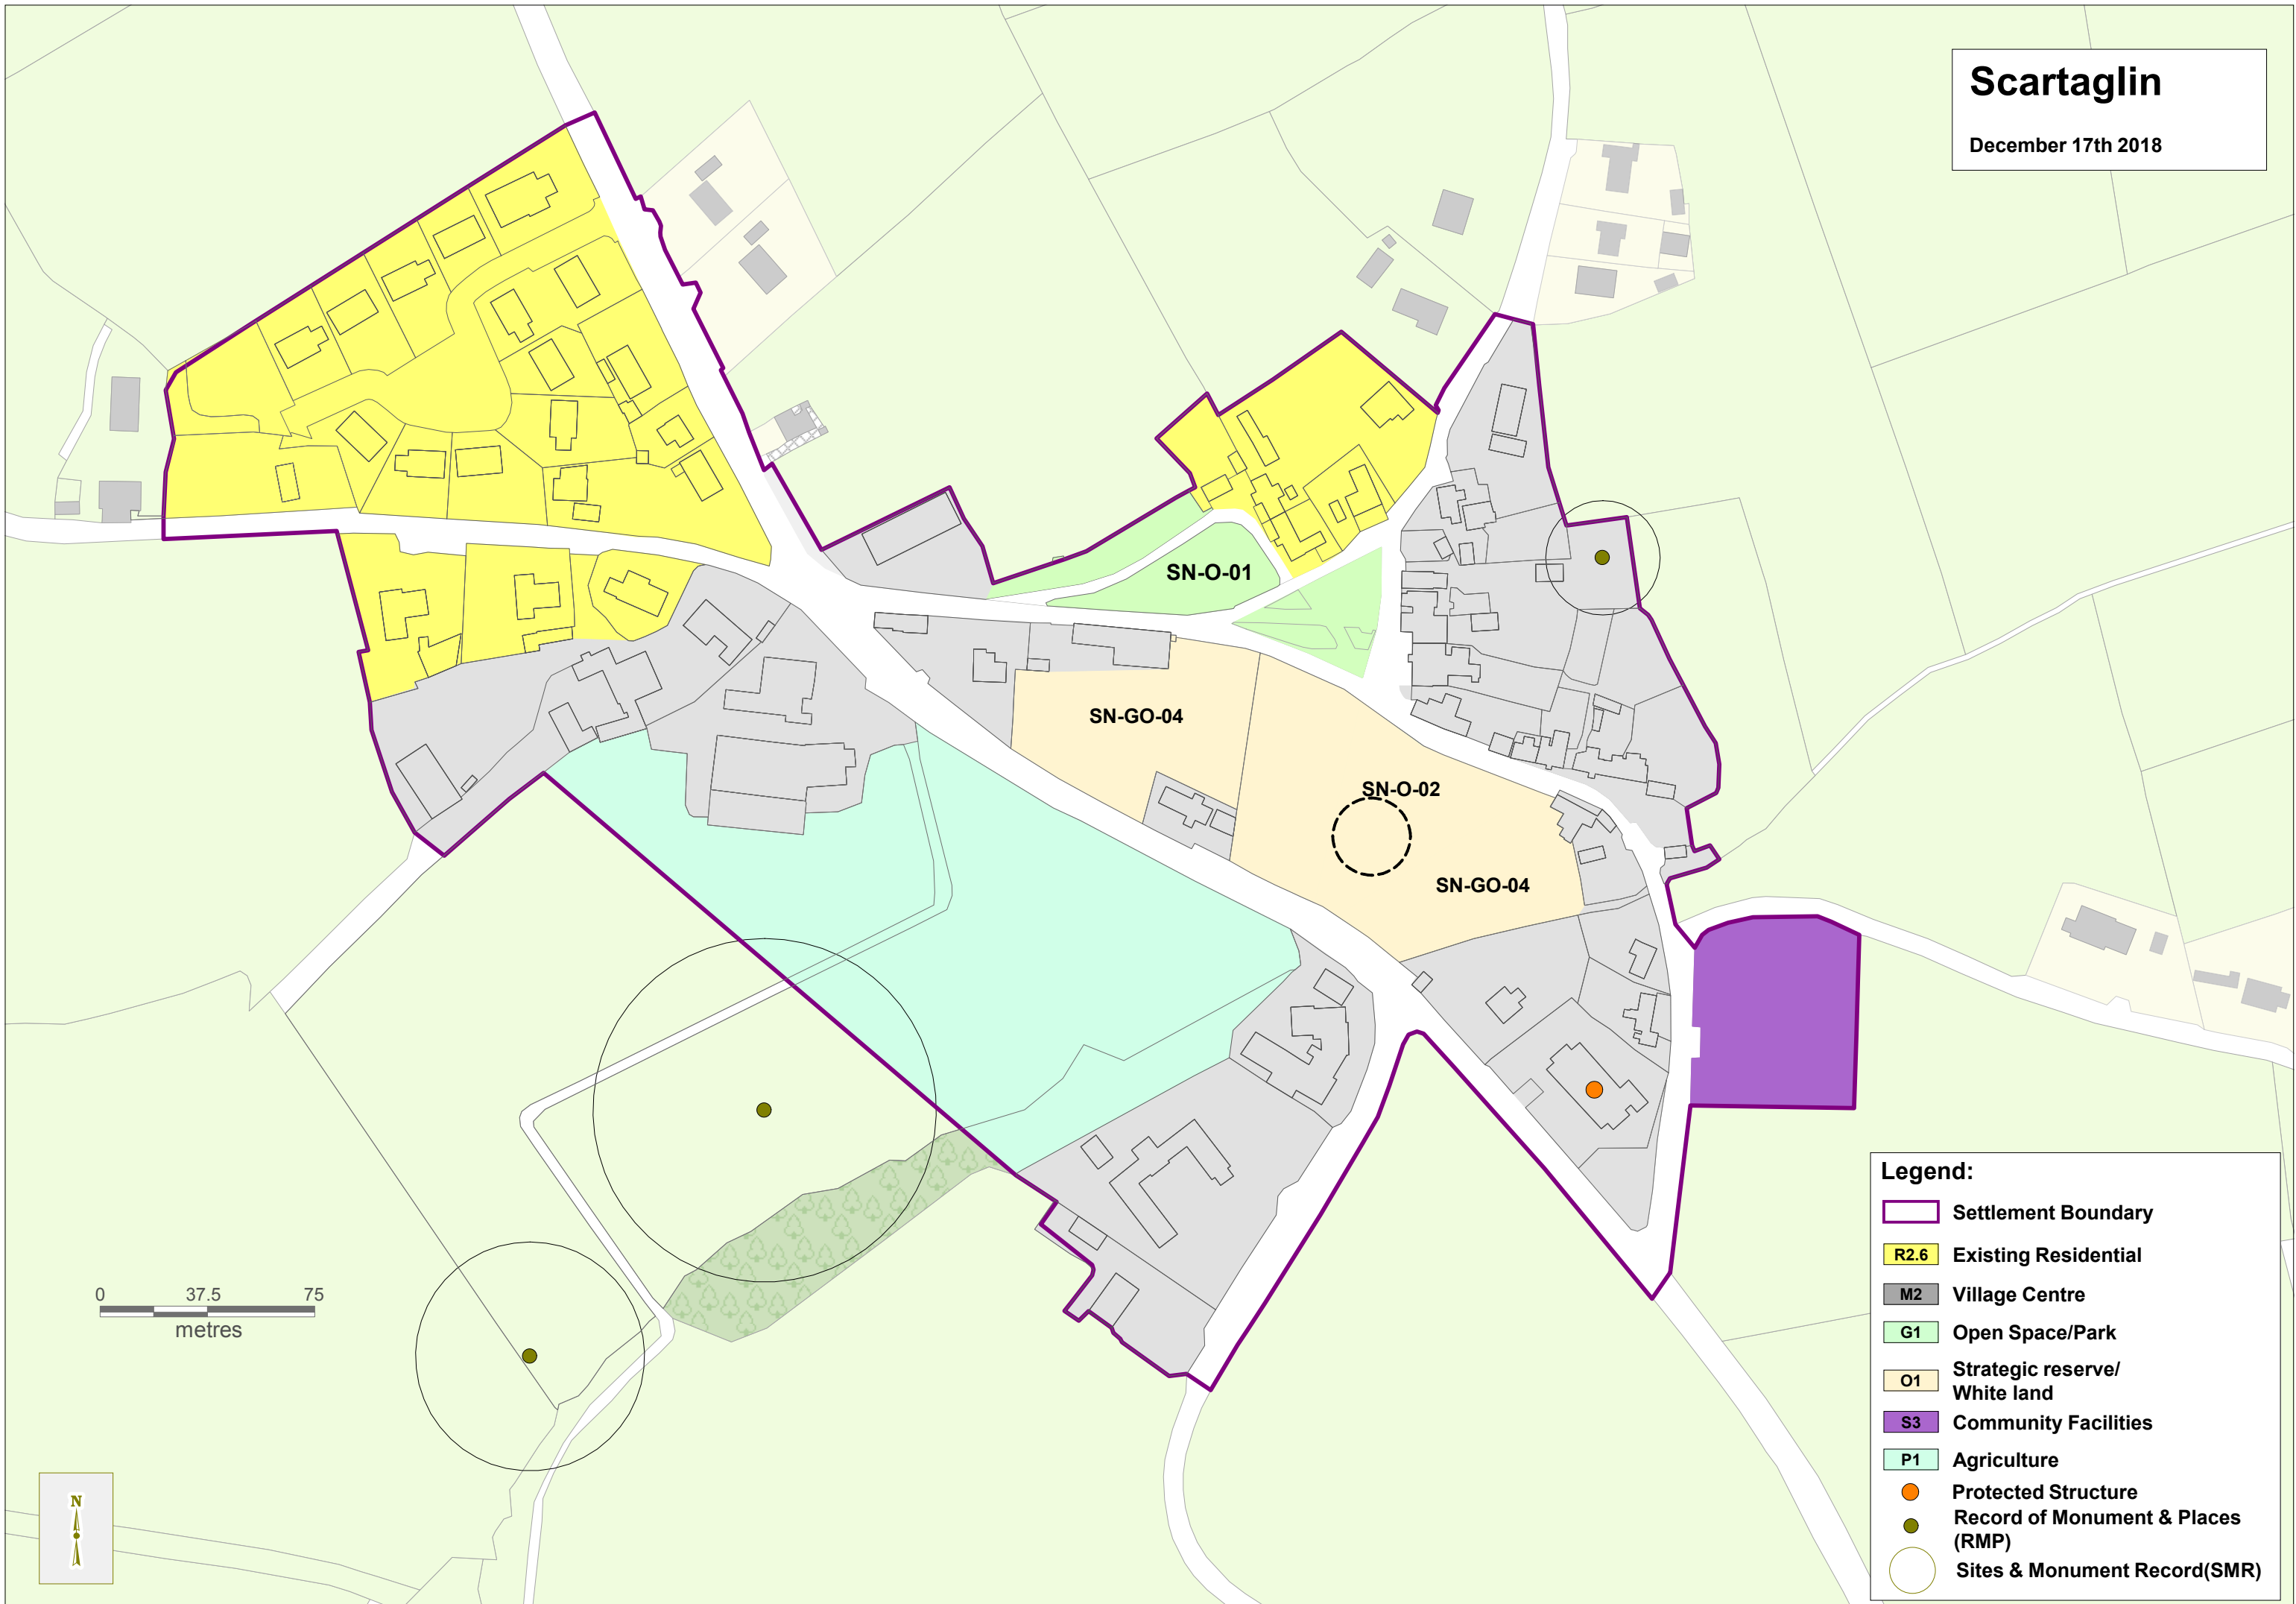 Scartaglin
December 17th 2018
SN-O-01
SN-GO-04
SN-O-02
SN-GO-04
0 37.5 75
metres
N
Legend:
Settlement Boundary
R2.6 Existing Residential
M2 Village Centre
G1 Open Space/Park
O1 Strategic reserve/
White land
S3 Community Facilities
P1 Agriculture
Protected Structure
Record of Monument & Places
(RMP)
Sites & Monument Record(SMR)